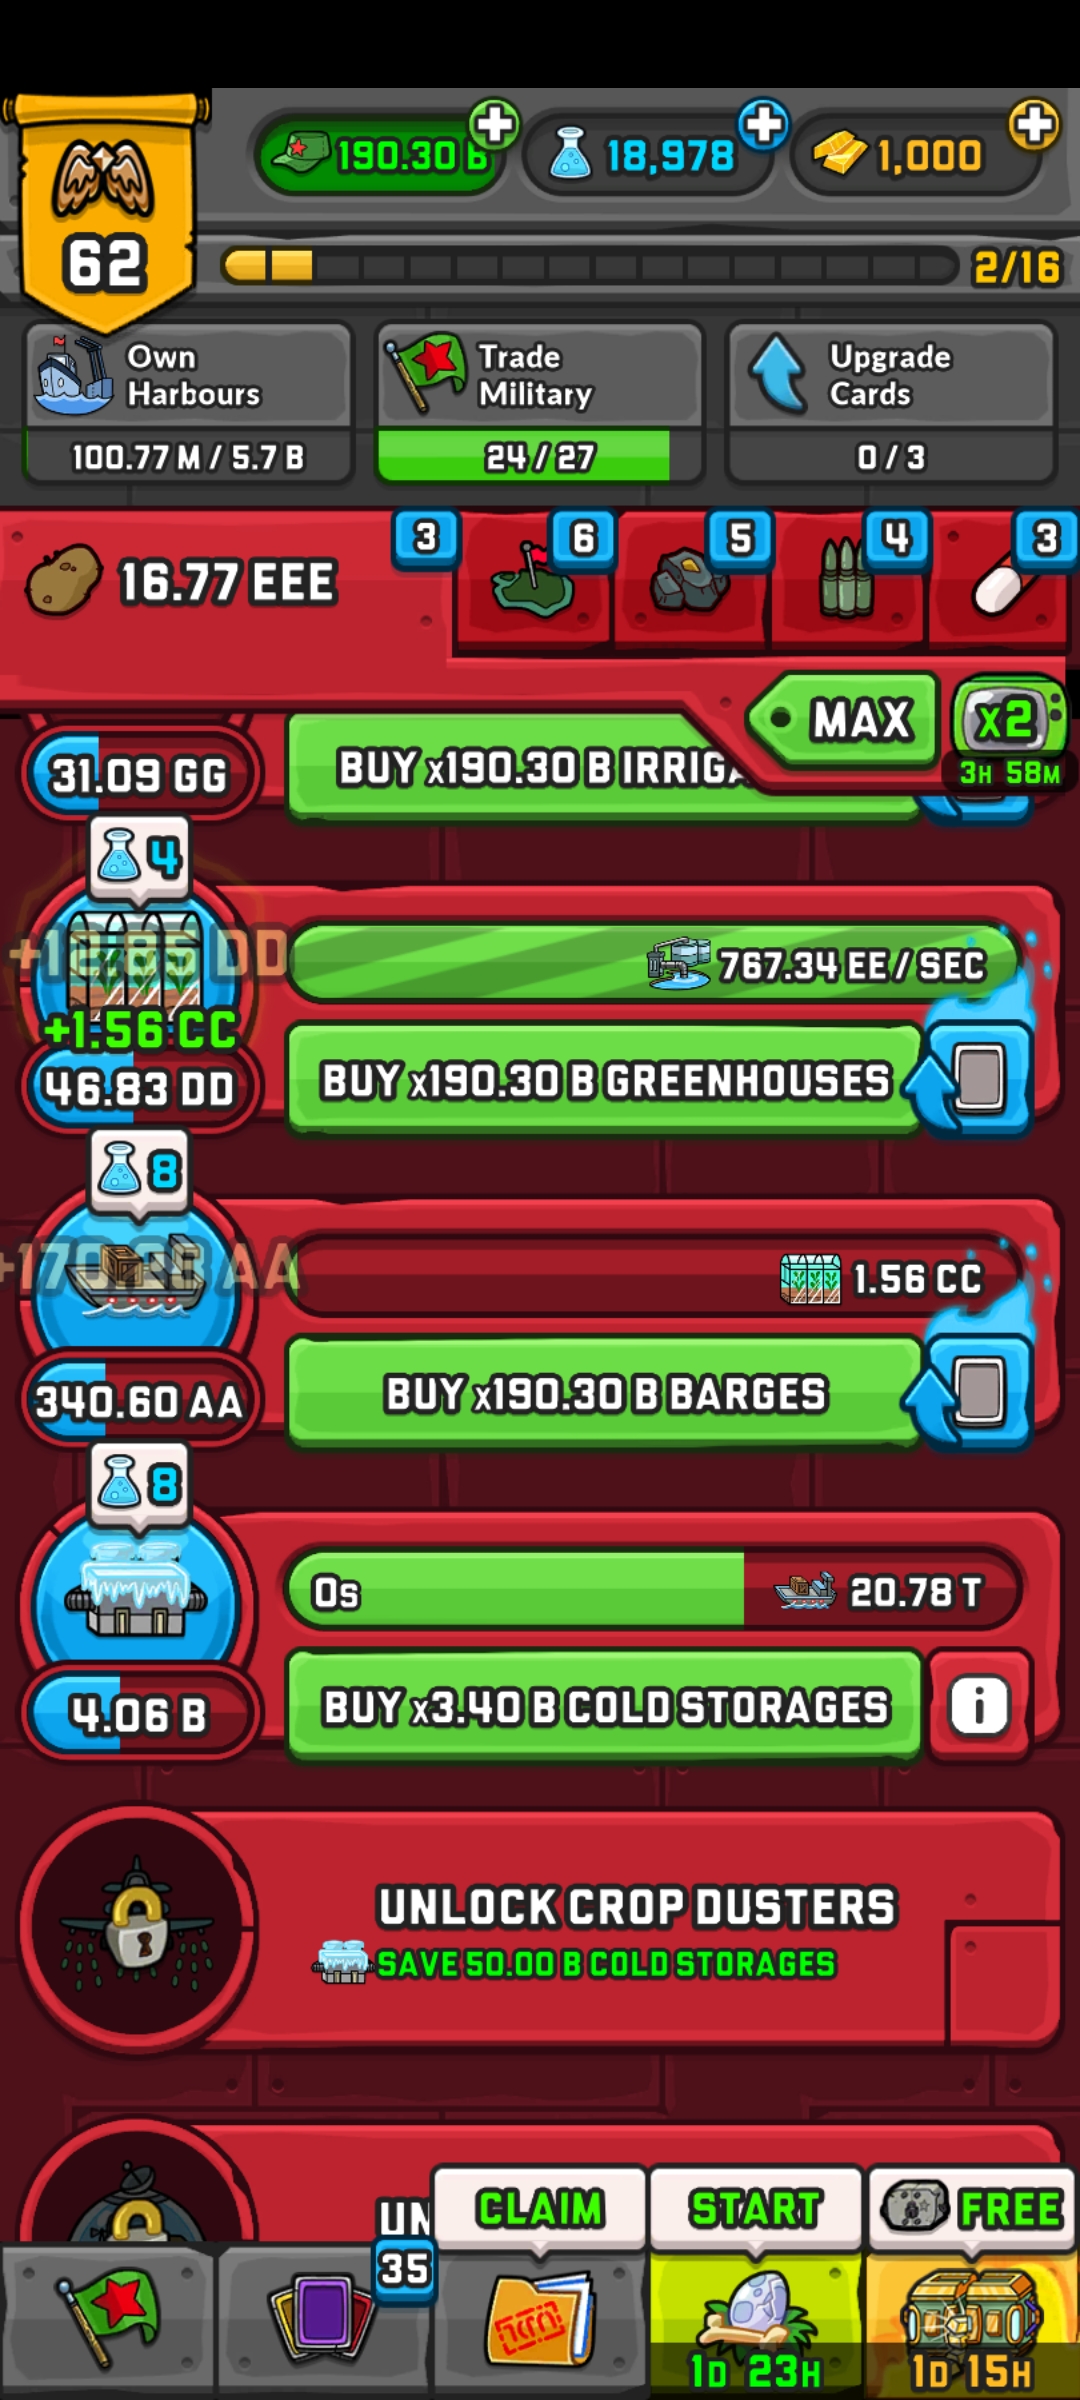 190.30 B
18,978
1,000
62
2/16
Own
Harbours
100.77 M / 5.7 B
Trade
Military
24 / 27
Upgrade
Cards
0 / 3
16.77 EEE
3
6
5
4
3
MAX
x2
3H 58M
31.09 GG
BUY x190.30 B IRRIGA
4
+12.85 DD
+1.56 CC
46.83 DD
767.34 EE / SEC
BUY x190.30 B GREENHOUSES
8
AA
340.60 AA
1.56 CC
BUY x190.30 B BARGES
8
4.06 B
0s
20.78 T
BUY x3.40 B COLD STORAGES
i
UNLOCK CROP DUSTERS
SAVE 50.00 B COLD STORAGES
UN
CLAIM
START
FREE
35
1D 23H
1D 15H